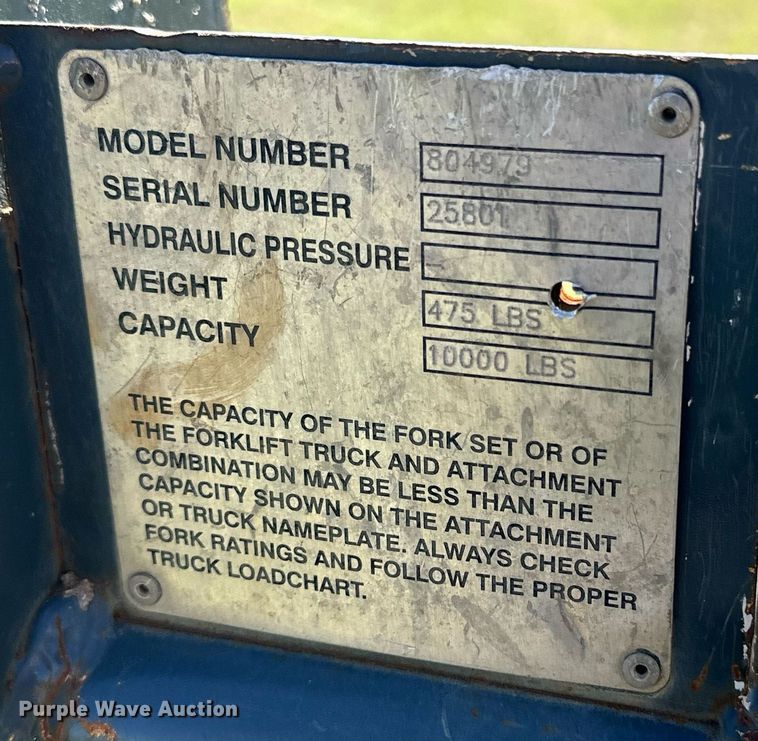 MODEL NUMBER 804979
SERIAL NUMBER 25801
HYDRAULIC PRESSURE -
WEIGHT 475 LBS
CAPACITY 10000 LBS
THE CAPACITY OF THE FORK SET OR OF
THE FORKLIFT TRUCK AND ATTACHMENT
COMBINATION MAY BE LESS THAN THE
CAPACITY SHOWN ON THE ATTACHMENT
OR TRUCK NAMEPLATE. ALWAYS CHECK
FORK RATINGS AND FOLLOW THE PROPER
TRUCK LOADCHART.
Purple Wave Auction